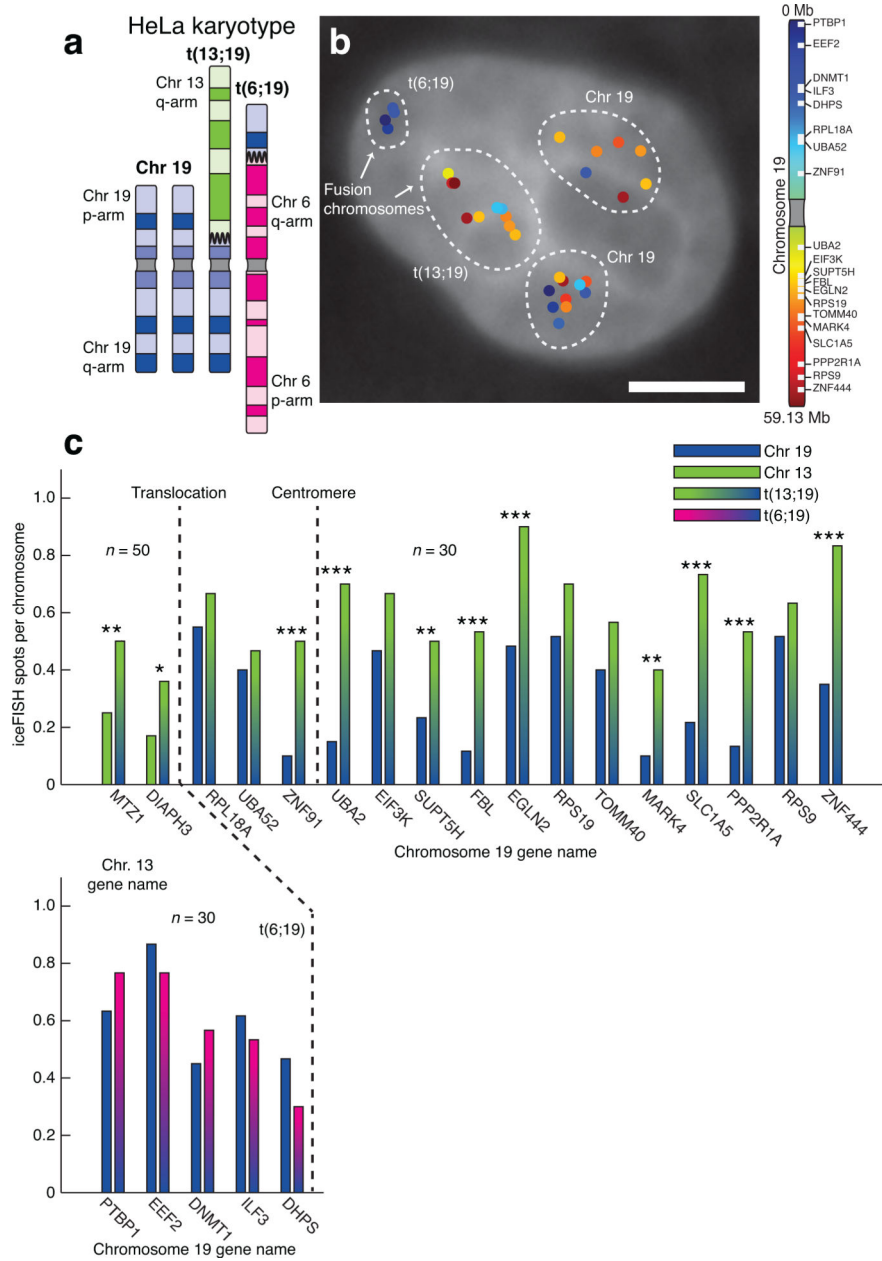 a
HeLa karyotype
t(13;19)
Chr 13
q-arm
t(6;19)
Chr 19
Chr 19
p-arm
Chr 6
q-arm
Chr 19
q-arm
Chr 6
p-arm
b
t(6;19)
Chr 19
Fusion
chromosomes
t(13;19)
Chr 19
0 Mb
PTBP1
EEF2
DNMT1
ILF3
DHPS
RPL18A
UBA52
ZNF91
Chromosome 19
UBA2
EIF3K
SUPT5H
FBL
EGLN2
RPS19
TOMM40
MARK4
SLC1A5
PPP2R1A
RPS9
ZNF444
59.13 Mb
c
Chr 19
Chr 13
t(13;19)
t(6;19)
iceFISH spots per chromosome
1.0
0.8
0.6
0.4
0.2
0
Translocation
Centromere
n = 50
n = 30
**
*
***
***
**
***
***
**
***
***
***
MTZ1
DIAPH3
RPL18A
UBA52
ZNF91
UBA2
EIF3K
SUPT5H
FBL
EGLN2
RPS19
TOMM40
MARK4
SLC1A5
PPP2R1A
RPS9
ZNF444
Chromosome 19 gene name
Chr. 13
gene name
1.0
0.8
0.6
0.4
0.2
0
n = 30
t(6;19)
PTBP1
EEF2
DNMT1
ILF3
DHPS
Chromosome 19 gene name